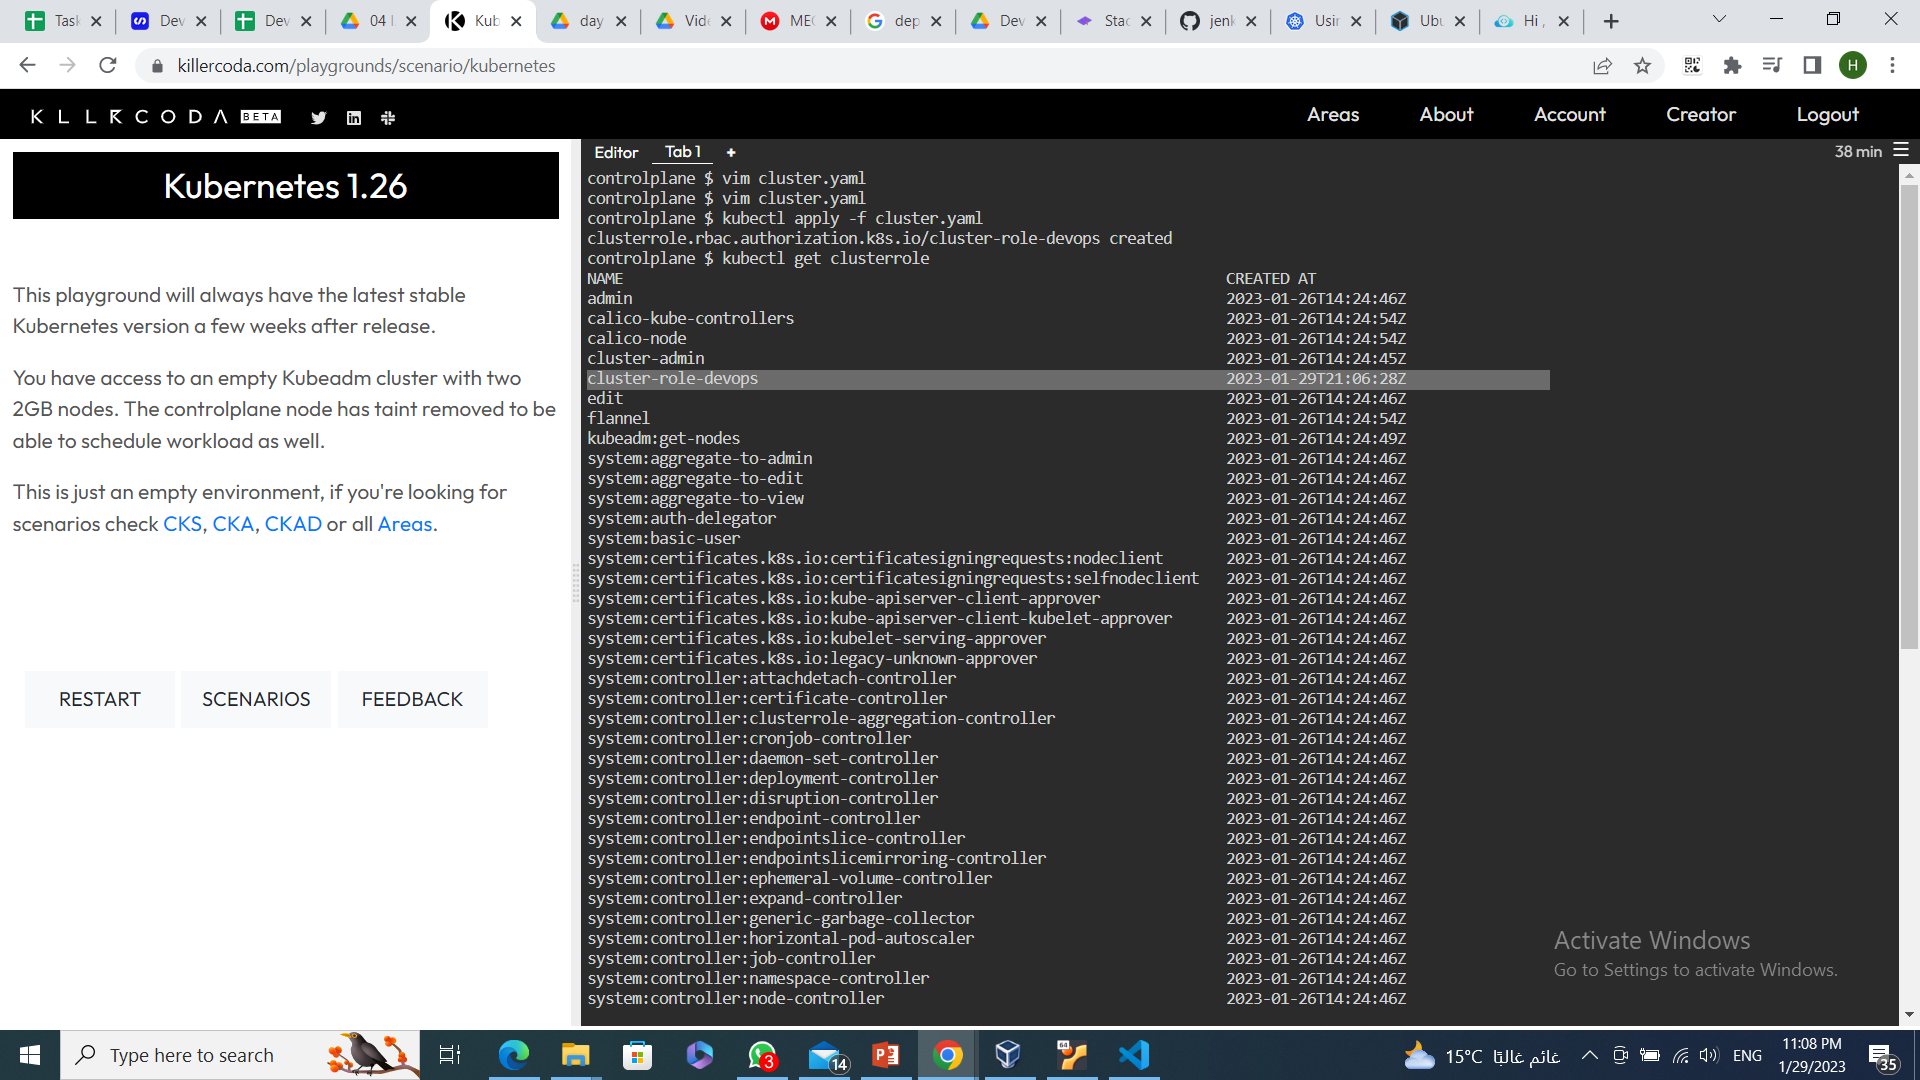 Task
Dev
Dev
04
Kub
day
Vide
ME
dep
Dev
Stac
jenk
Usin
Ubu
Hi ,
killercoda.com/playgrounds/scenario/kubernetes
H
KLLRCODA BETA
Areas
About
Account
Creator
Logout
Kubernetes 1.26
This playground will always have the latest stable
Kubernetes version a few weeks after release.
You have access to an empty Kubeadm cluster with two
2GB nodes. The controlplane node has taint removed to be
able to schedule workload as well.
This is just an empty environment, if you're looking for
scenarios check CKS, CKA, CKAD or all Areas.
RESTART
SCENARIOS
FEEDBACK
Editor
Tab 1
+
38 min
controlplane $ vim cluster.yaml
controlplane $ vim cluster.yaml
controlplane $ kubectl apply -f cluster.yaml
clusterrole.rbac.authorization.k8s.io/cluster-role-devops created
controlplane $ kubectl get clusterrole
NAME CREATED AT
admin 2023-01-26T14:24:46Z
calico-kube-controllers 2023-01-26T14:24:54Z
calico-node 2023-01-26T14:24:54Z
cluster-admin 2023-01-26T14:24:45Z
cluster-role-devops 2023-01-29T21:06:28Z
edit 2023-01-26T14:24:46Z
flannel 2023-01-26T14:24:54Z
kubeadm:get-nodes 2023-01-26T14:24:49Z
system:aggregate-to-admin 2023-01-26T14:24:46Z
system:aggregate-to-edit 2023-01-26T14:24:46Z
system:aggregate-to-view 2023-01-26T14:24:46Z
system:auth-delegator 2023-01-26T14:24:46Z
system:basic-user 2023-01-26T14:24:46Z
system:certificates.k8s.io:certificatesigningrequests:nodeclient 2023-01-26T14:24:46Z
system:certificates.k8s.io:certificatesigningrequests:selfnodeclient 2023-01-26T14:24:46Z
system:certificates.k8s.io:kube-apiserver-client-approver 2023-01-26T14:24:46Z
system:certificates.k8s.io:kube-apiserver-client-kubelet-approver 2023-01-26T14:24:46Z
system:certificates.k8s.io:kubelet-serving-approver 2023-01-26T14:24:46Z
system:certificates.k8s.io:legacy-unknown-approver 2023-01-26T14:24:46Z
system:controller:attachdetach-controller 2023-01-26T14:24:46Z
system:controller:certificate-controller 2023-01-26T14:24:46Z
system:controller:clusterrole-aggregation-controller 2023-01-26T14:24:46Z
system:controller:cronjob-controller 2023-01-26T14:24:46Z
system:controller:daemon-set-controller 2023-01-26T14:24:46Z
system:controller:deployment-controller 2023-01-26T14:24:46Z
system:controller:disruption-controller 2023-01-26T14:24:46Z
system:controller:endpoint-controller 2023-01-26T14:24:46Z
system:controller:endpointslice-controller 2023-01-26T14:24:46Z
system:controller:endpointslicemirroring-controller 2023-01-26T14:24:46Z
system:controller:ephemeral-volume-controller 2023-01-26T14:24:46Z
system:controller:expand-controller 2023-01-26T14:24:46Z
system:controller:generic-garbage-collector 2023-01-26T14:24:46Z
system:controller:horizontal-pod-autoscaler 2023-01-26T14:24:46Z
system:controller:job-controller 2023-01-26T14:24:46Z
system:controller:namespace-controller 2023-01-26T14:24:46Z
system:controller:node-controller 2023-01-26T14:24:46Z
Activate Windows
Go to Settings to activate Windows.
Type here to search
3
14
64
15°C غائم غالبًا
ENG
11:08 PM
1/29/2023
35